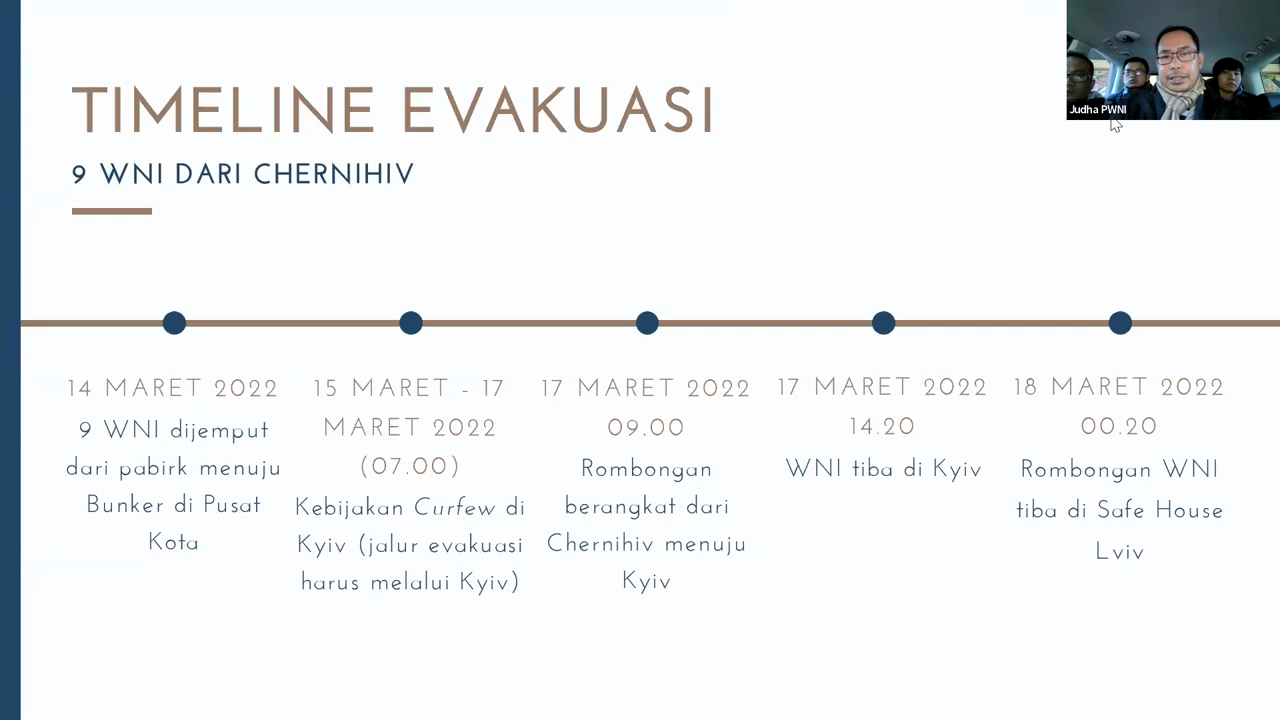 Judha PWNI
TIMELINE EVAKUASI
9 WNI DARI CHERNIHIV
14 MARET 2022
9 WNI dijemput
dari pabirk menuju
Bunker di Pusat
Kota
15 MARET - 17
MARET 2022
(07.00)
Kebijakan Curfew di
Kyiv (jalur evakuasi
harus melalui Kyiv)
17 MARET 2022
09.00
Rombongan
berangkat dari
Chernihiv menuju
Kyiv
17 MARET 2022
14.20
WNI tiba di Kyiv
18 MARET 2022
00.20
Rombongan WNI
tiba di Safe House
Lviv